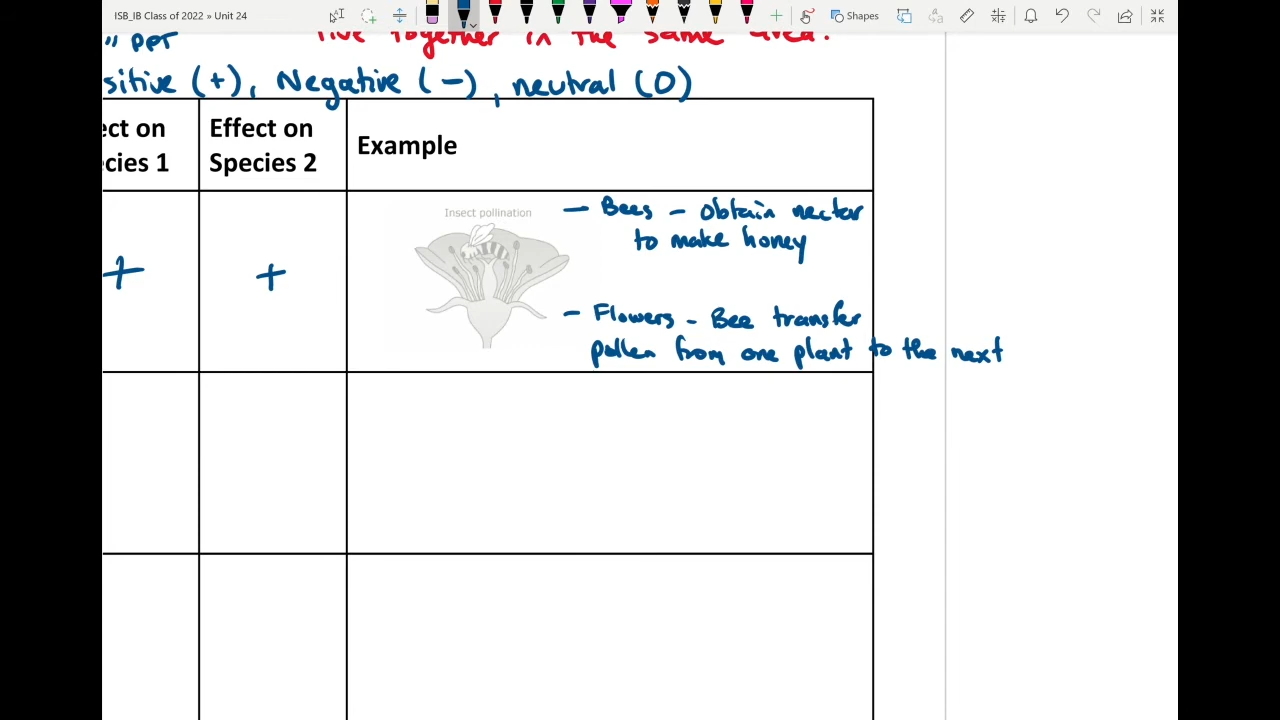 ISB_IB Class of 2022 » Unit 24
Shapes
" ppr
live together in the same area.
sitive (+), Negative (-), neutral (0)
ect on
cies 1
Effect on
Species 2
Example
Insect pollination
- Bees - Obtain nectar
to make honey
+
+
- Flowers - Bee transfer
pollen from one plant to the next